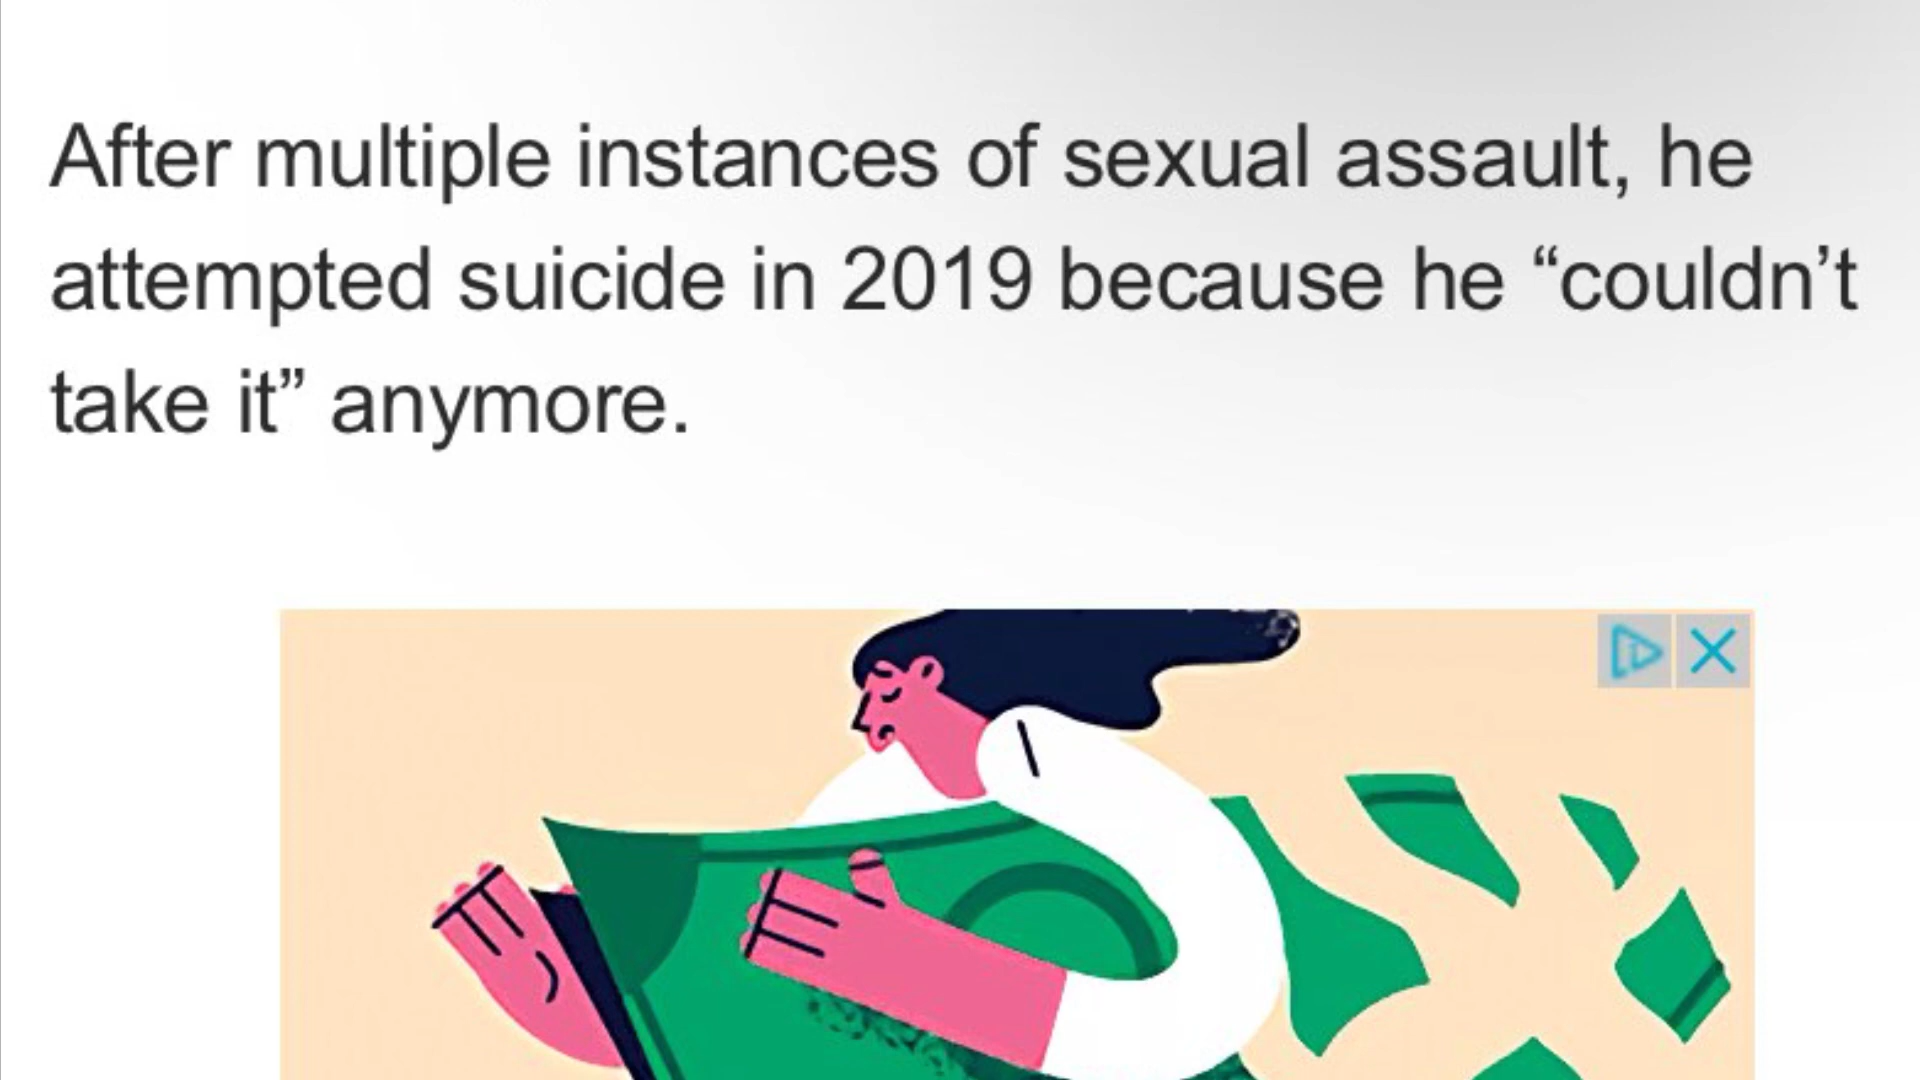 After multiple instances of sexual assault, he
attempted suicide in 2019 because he “couldn’t
take it” anymore.